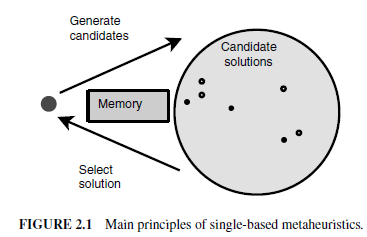 Generate
candidates
Candidate
solutions
Memory
Select
solution
FIGURE 2.1 Main principles of single-based metaheuristics.